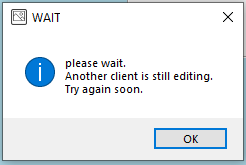 WAIT
please wait.
Another client is still editing.
Try again soon.
OK